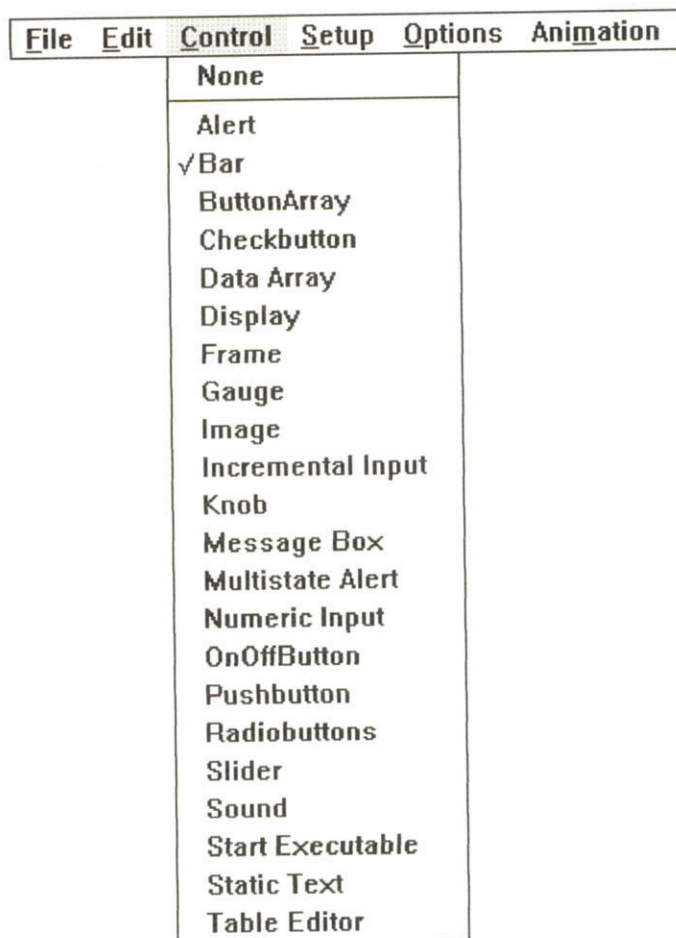 File Edit Control Setup Options Animation
None
Alert
√Bar
ButtonArray
Checkbutton
Data Array
Display
Frame
Gauge
Image
Incremental Input
Knob
Message Box
Multistate Alert
Numeric Input
OnOffButton
Pushbutton
Radiobuttons
Slider
Sound
Start Executable
Static Text
Table Editor